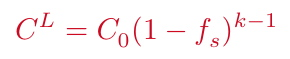 $C^L = C_0(1 - f_s)^{k-1}$